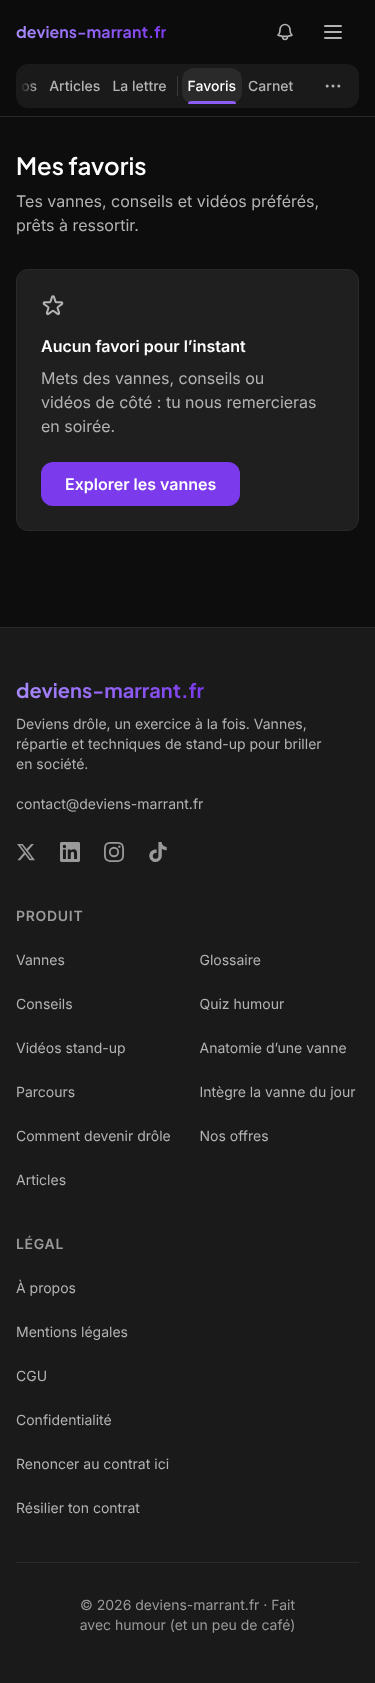 deviens-marrant.fr
os Articles La lettre Favoris Carnet
Mes favoris
Tes vannes, conseils et vidéos préférés,
prêts à ressortir.
Aucun favori pour l’instant
Mets des vannes, conseils ou
vidéos de côté : tu nous remercieras
en soirée.
Explorer les vannes
deviens-marrant.fr
Deviens drôle, un exercice à la fois. Vannes,
répartie et techniques de stand-up pour briller
en société.
contact@deviens-marrant.fr
PRODUIT
Vannes
Glossaire
Conseils
Quiz humour
Vidéos stand-up
Anatomie d’une vanne
Parcours
Intègre la vanne du jour
Comment devenir drôle
Nos offres
Articles
LÉGAL
À propos
Mentions légales
CGU
Confidentialité
Renoncer au contrat ici
Résilier ton contrat
© 2026 deviens-marrant.fr · Fait
avec humour (et un peu de café)